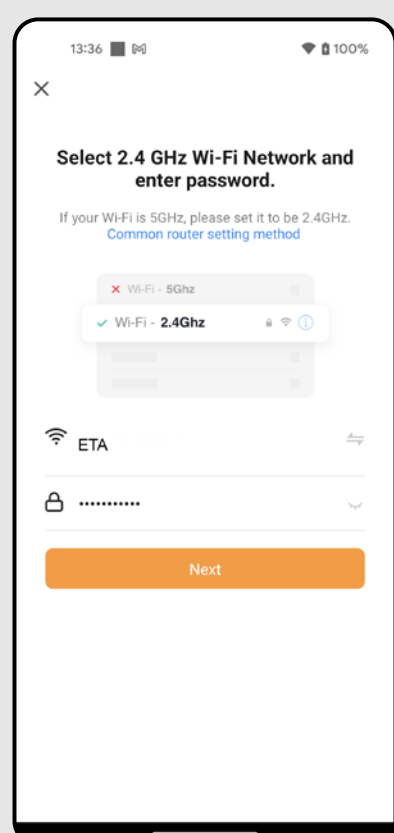 13:36 100%
Select 2.4 GHz Wi-Fi Network and
enter password.
If your Wi-Fi is 5GHz, please set it to be 2.4GHz.
Common router setting method
Wi-Fi - 5Ghz
Wi-Fi - 2.4Ghz
ETA
•••••••••••
Next